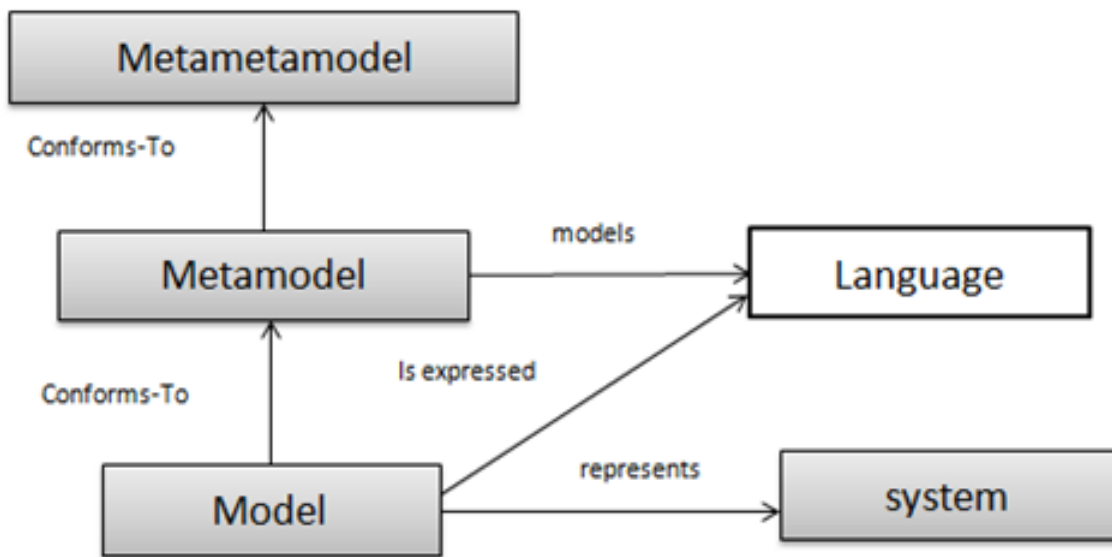 Metametamodel
Conforms-To
models
Metamodel
Language
Is expressed
Conforms-To
represents
Model
system